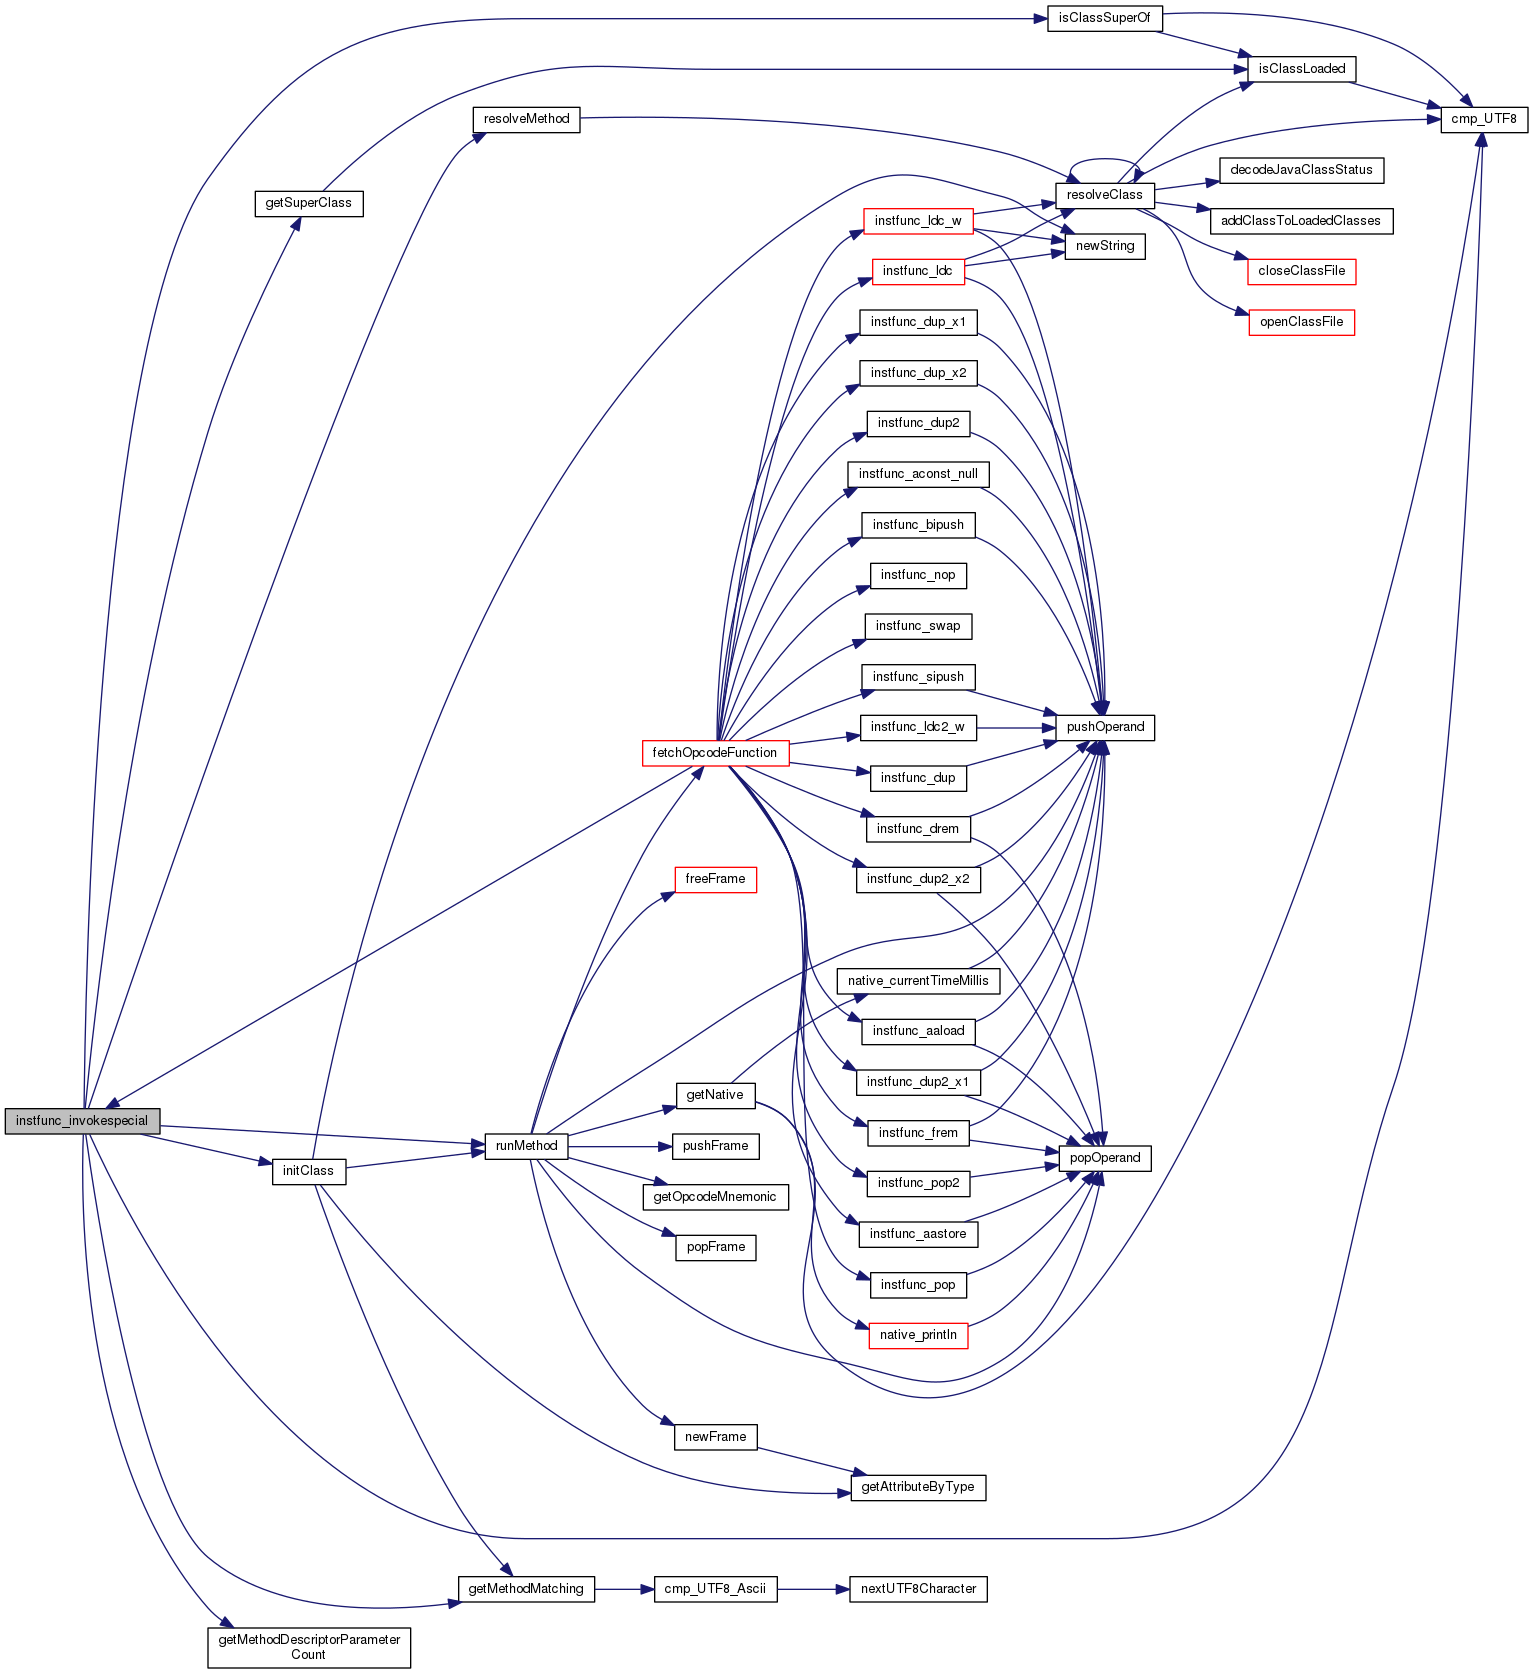 isClassSuperOf
isClassLoaded
cmp_UTF8
resolveMethod
decodeJavaClassStatus
resolveClass
getSuperClass
addClassToLoadedClasses
instfunc_ldc_w
newString
instfunc_ldc
closeClassFile
instfunc_dup_x1
openClassFile
instfunc_dup_x2
instfunc_dup2
instfunc_aconst_null
instfunc_bipush
instfunc_nop
instfunc_swap
instfunc_sipush
instfunc_ldc2_w
pushOperand
fetchOpcodeFunction
instfunc_dup
instfunc_drem
freeFrame
instfunc_dup2_x2
native_currentTimeMillis
instfunc_aaload
instfunc_dup2_x1
getNative
instfunc_invokespecial
instfunc_frem
runMethod
pushFrame
popOperand
initClass
instfunc_pop2
getOpcodeMnemonic
instfunc_aastore
popFrame
instfunc_pop
native_println
newFrame
getAttributeByType
getMethodMatching
cmp_UTF8_Ascii
nextUTF8Character
getMethodDescriptorParameter
Count